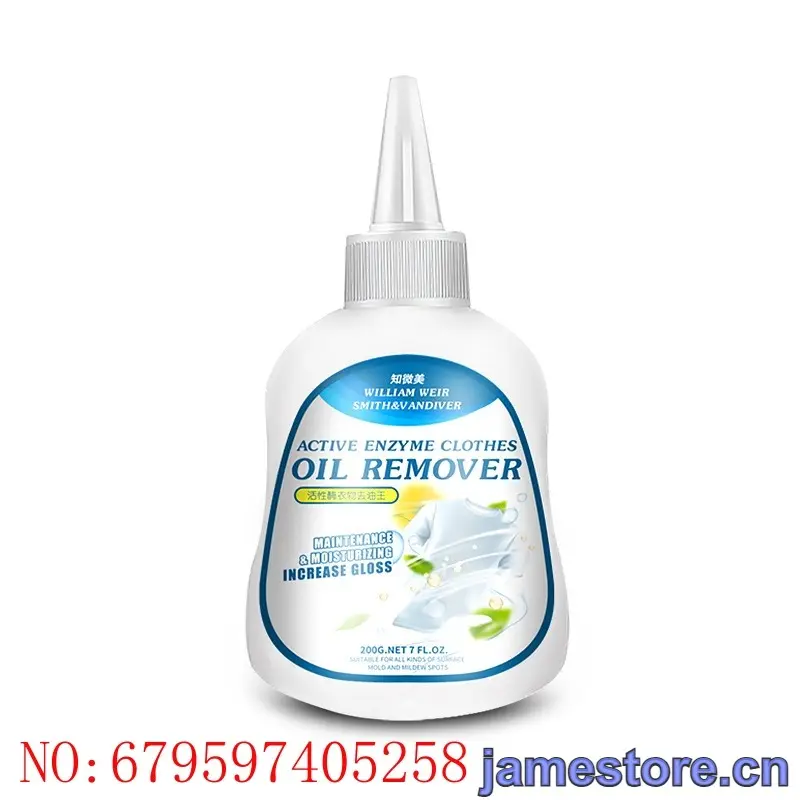 知微美
WILLIAM WEIR
SMITH&VANDIVER
ACTIVE ENZYME CLOTHES
OIL REMOVER
活性酶衣物去油王
MAINTENANCE
& MOISTURIZING
INCREASE GLOSS
200G.NET 7 FL.OZ.
SUITABLE FOR ALL KINDS OF SURFACE
MOLD AND MILDEW SPOTS
NO:679597405258
jamestore.cn